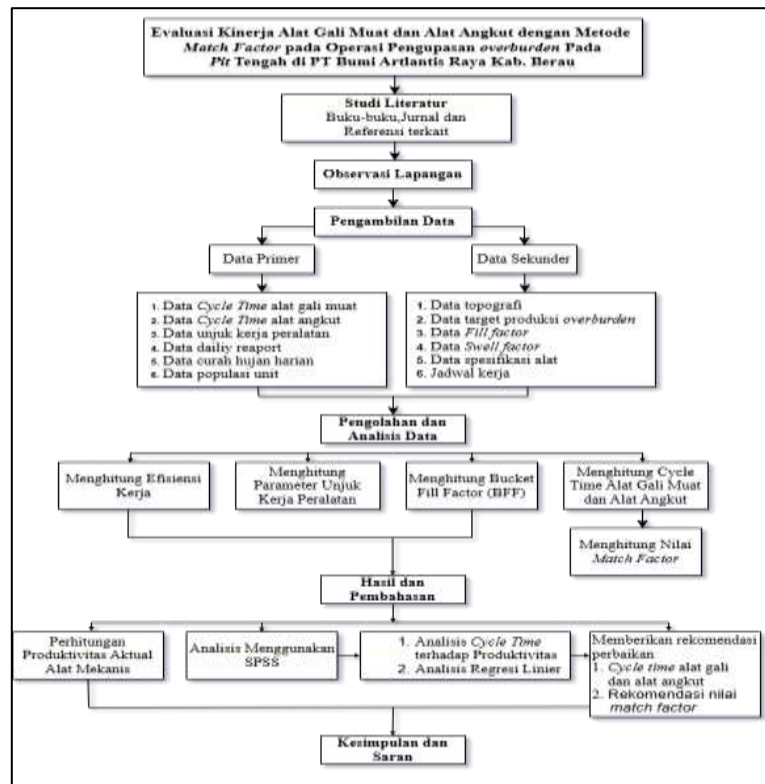 Evaluasi Kinerja Alat Gali Muat dan Alat Angkut dengan Metode
Match Factor pada Operasi Pengupasan overburden Pada
Pit Tengah di PT Bumi Artlantis Raya Kab. Berau
Studi Literatur
Buku-buku,Jurnal dan
Referensi terkait
Observasi Lapangan
Pengambilan Data
Data Primer
Data Sekunder
1. Data Cycle Time alat gali muat
2. Data Cycle Time alat angkut
3. Data unjuk kerja peralatan
4. Data dailiy reaport
5. Data curah hujan harian
6. Data populasi unit
1. Data topografi
2. Data target produksi overburden
3. Data Fill factor
4. Data Swell factor
5. Data spesifikasi alat
6. Jadwal kerja
Pengolahan dan
Analisis Data
Menghitung Efisiensi
Kerja
Menghitung
Parameter Unjuk
Kerja Peralatan
Menghitung Bucket
Fill Factor (BFF)
Menghitung Cycle
Time Alat Gali Muat
dan Alat Angkut
Menghitung Nilai
Match Factor
Hasil dan
Pembahasan
Perhitungan
Produktivitas Aktual
Alat Mekanis
Analisis Menggunakan
SPSS
1. Analisis Cycle Time
terhadap Produktivitas
2. Analisis Regresi Linier
Memberikan rekomendasi
perbaikan
1. Cycle time alat gali
dan alat angkut
2. Rekomendasi nilai
match factor
Kesimpulan dan
Saran